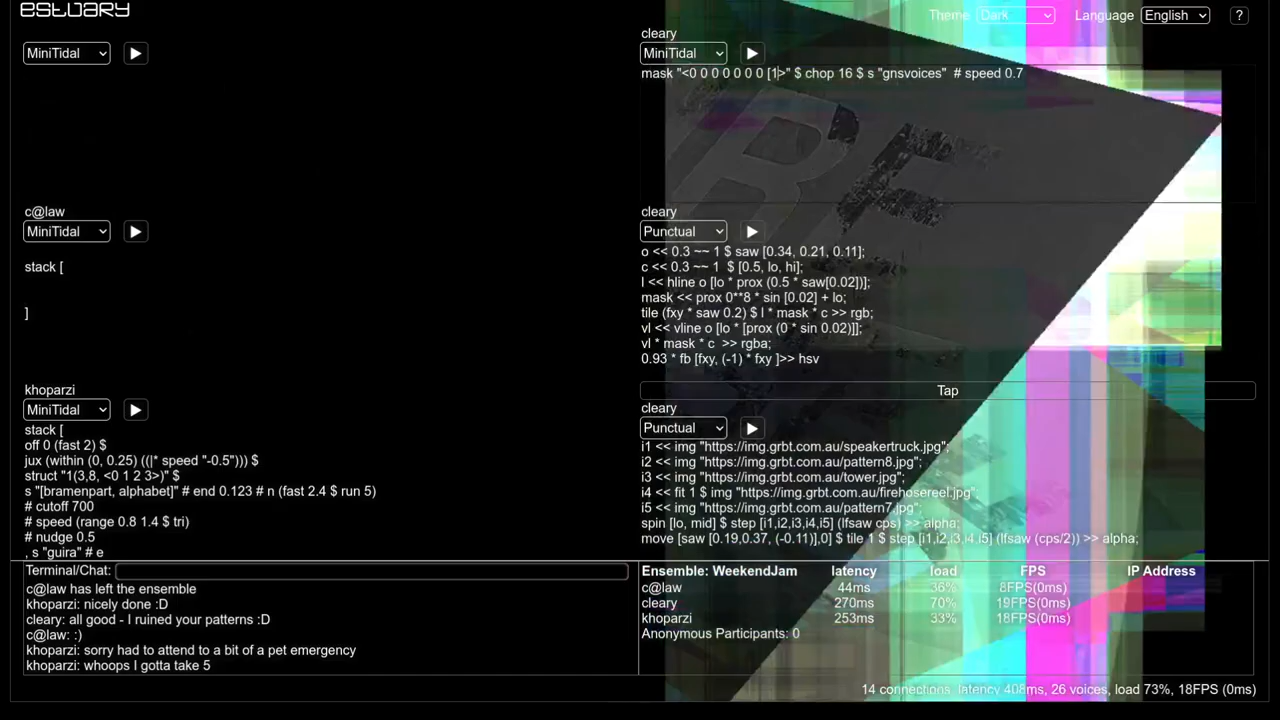 estuary
Theme Dark Language English ?
MiniTidal
c@law
MiniTidal
stack [
]
khoparzi
MiniTidal
stack [
off 0 (fast 2) $
jux (within (0, 0.25) ((|* speed "-0.5"))) $
struct "1(3,8, <0 1 2 3>)" $
s "[bramenpart, alphabet]" # end 0.123 # n (fast 2.4 $ run 5)
# cutoff 700
# speed (range 0.8 1.4 $ tri)
# nudge 0.5
, s "guira" # e
cleary
MiniTidal
mask "<0 0 0 0 0 0 0 [1>" $ chop 16 $ s "gnsvoices"  # speed 0.7
cleary
Punctual
o << 0.3 ~~ 1 $ saw [0.34, 0.21, 0.11];
c << 0.3 ~~ 1  $ [0.5, lo, hi];
l << hline o [lo * prox (0.5 * saw[0.02])];
mask << prox 0**8 * sin [0.02] + lo;
tile (fxy * saw 0.2) $ l * mask * c >> rgb;
vl << vline o [lo * [prox (0 * sin 0.02)]];
vl * mask * c  >> rgba;
0.93 * fb [fxy, (-1) * fxy ]>> hsv
Tap
cleary
Punctual
i1 << img "https://img.grbt.com.au/speakertruck.jpg";
i2 << img "https://img.grbt.com.au/pattern8.jpg";
i3 << img "https://img.grbt.com.au/tower.jpg";
i4 << fit 1 $ img "https://img.grbt.com.au/firehosereel.jpg";
i5 << img "https://img.grbt.com.au/pattern7.jpg";
spin [lo, mid] $ step [i1,i2,i3,i4,i5] (lfsaw cps) >> alpha;
move [saw [0.19,0.37, (-0.11)],0] $ tile 1 $ step [i1,i2,i3,i4,i5] (lfsaw (cps/2)) >> alpha;
Terminal/Chat:
c@law has left the ensemble
khoparzi: nicely done :D
cleary: all good - I ruined your patterns :D
c@law: :)
khoparzi: sorry had to attend to a bit of a pet emergency
khoparzi: whoops I gotta take 5
Ensemble: WeekendJam latency load FPS IP Address
c@law 44ms 36% 8FPS(0ms)
cleary 270ms 70% 19FPS(0ms)
khoparzi 253ms 33% 18FPS(0ms)
Anonymous Participants: 0
14 connections, latency 408ms, 26 voices, load 73%, 18FPS (0ms)